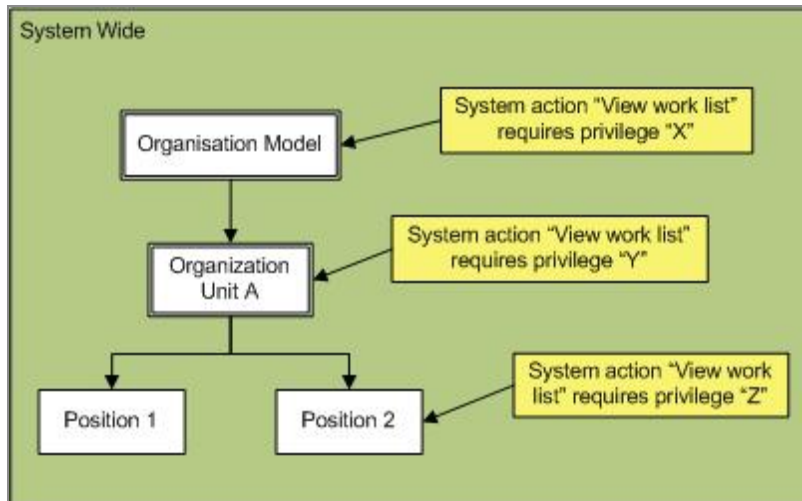 System Wide
System action “View work list”
requires privilege “X”
Organisation Model
System action “View work list”
requires privilege “Y”
Organization
Unit A
System action “View work
list” requires privilege “Z”
Position 1
Position 2